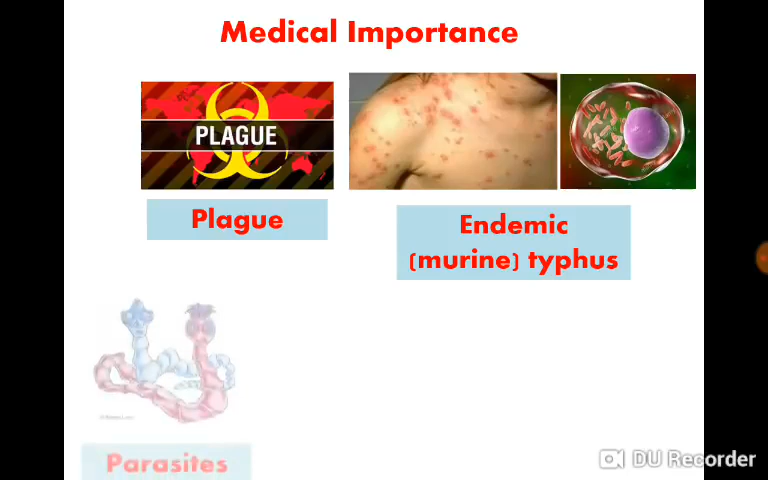 Medical Importance
PLAGUE
Plague
Endemic
(murine) typhus
Parasites
DU Recorder